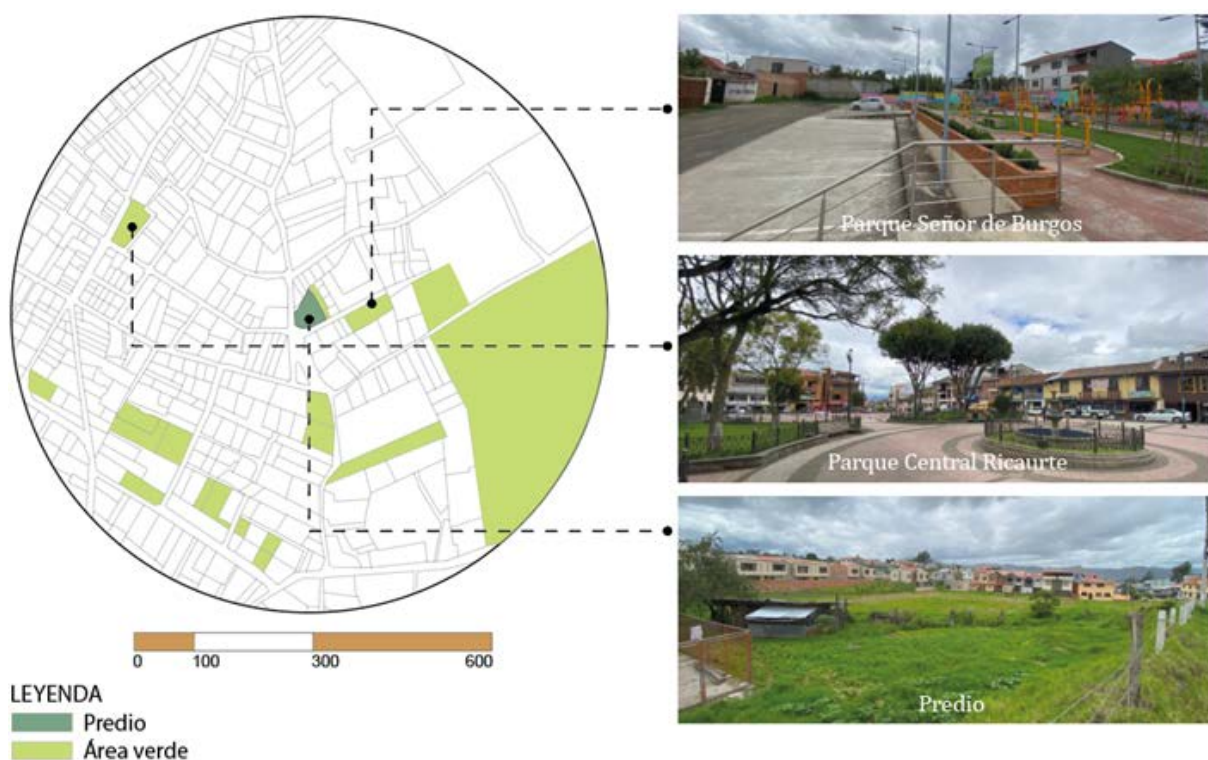 Parque Señor de Burgos
Parque Central Ricaurte
Predio
0 100 300 600
LEYENDA
Predio
Área verde